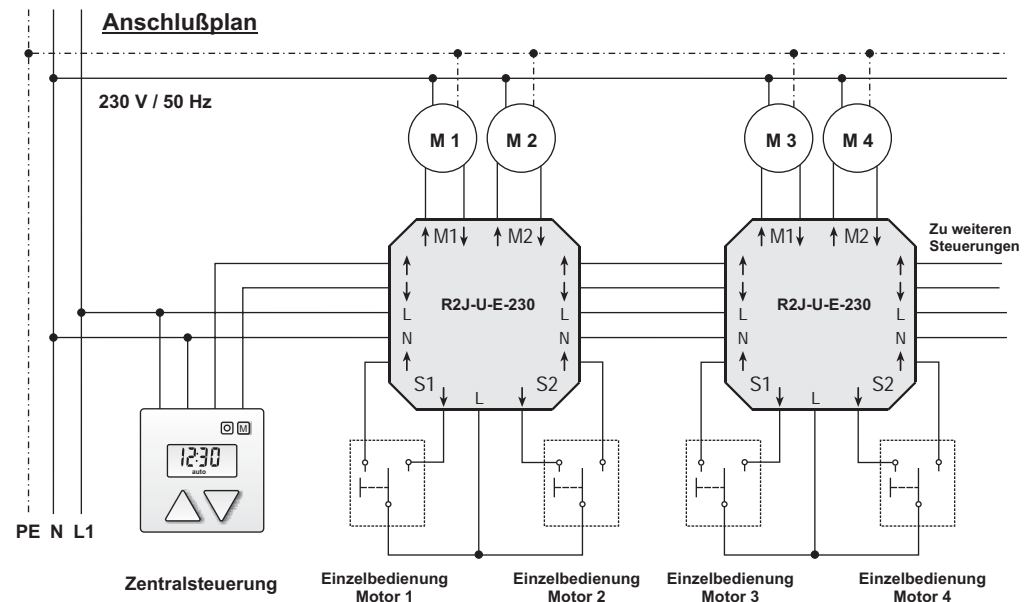 Anschlußplan
230 V / 50 Hz
M 1 M 2 M 3 M 4
↑M1↓ ↑M2↓ ↑M1↓ ↑M2↓
Zu weiteren
Steuerungen
↑ ↑ ↑ ↑
↓ ↓ ↓ ↓
R2J-U-E-230 R2J-U-E-230
L L L L
N N N N
↑ ↑ ↑ ↑
S1 S2 S1 S2
↓ L ↓ ↓ L ↓
O M
12:30
auto
PE N L1
Zentralsteuerung
Einzelbedienung
Motor 1
Einzelbedienung
Motor 2
Einzelbedienung
Motor 3
Einzelbedienung
Motor 4